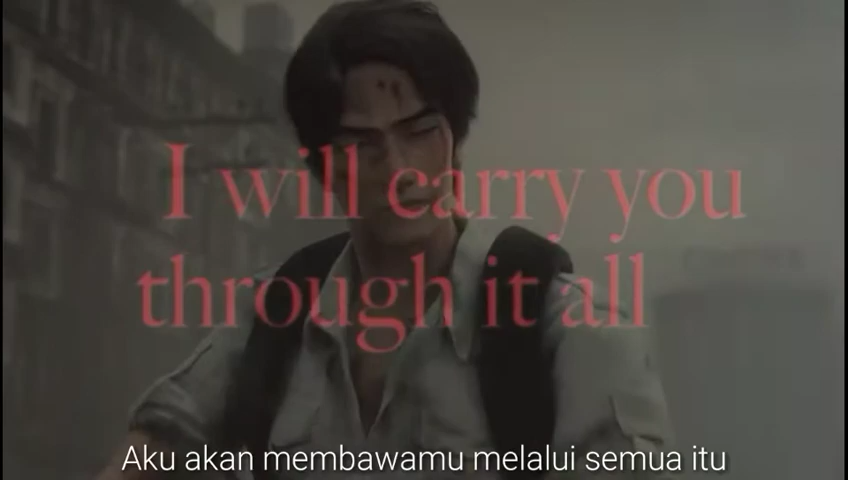 I will carry you
through it all
Aku akan membawamu melalui semua itu